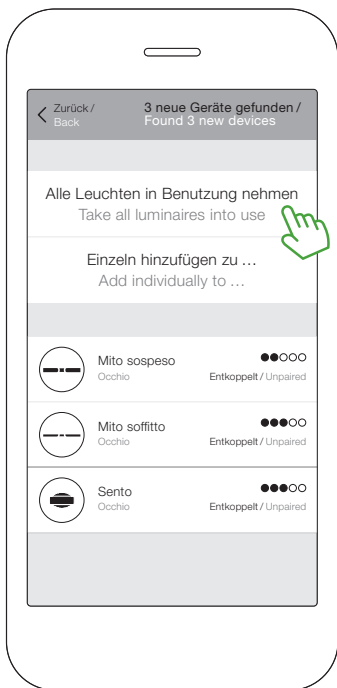 Zurück /
Back
3 neue Geräte gefunden /
Found 3 new devices
Alle Leuchten in Benutzung nehmen
Take all luminaires into use
Einzeln hinzufügen zu ...
Add individually to ...
Mito sospeso
Occhio
Entkoppelt / Unpaired
Mito soffitto
Occhio
Entkoppelt / Unpaired
Sento
Occhio
Entkoppelt / Unpaired